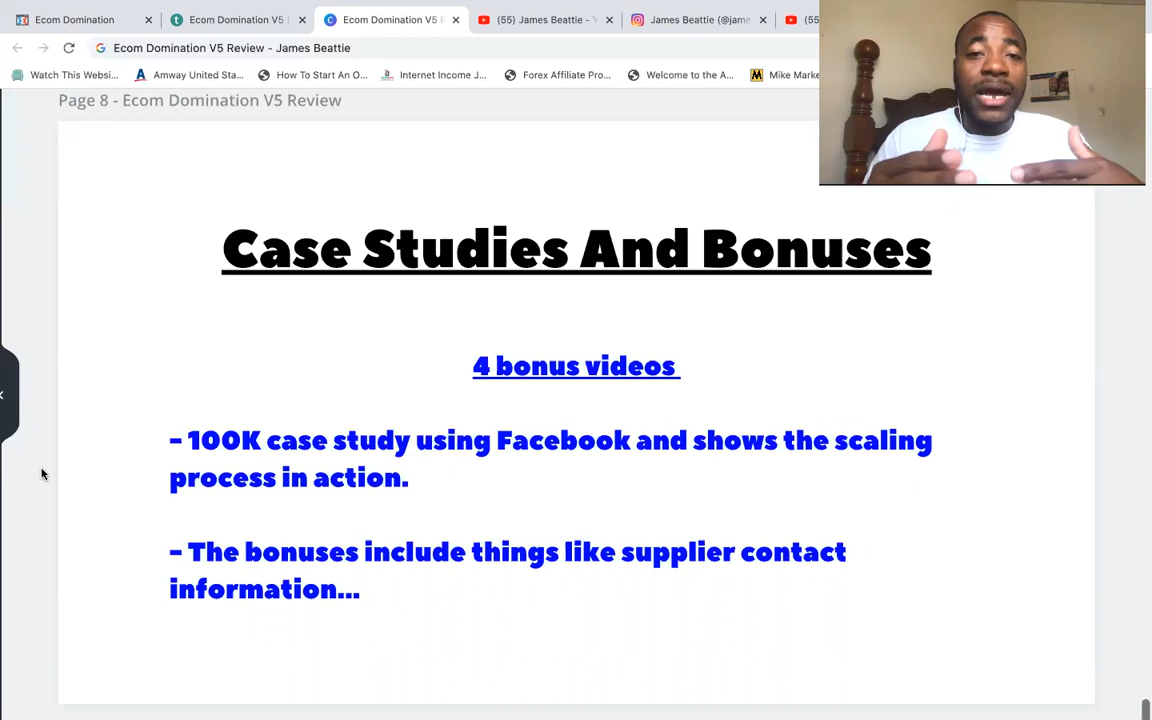 Ecom Domination
Ecom Domination V5
Ecom Domination V5 R
(55) James Beattie - Y
James Beattie (@jame
(55
Ecom Domination V5 Review - James Beattie
Watch This Websi...
Amway United Sta...
How To Start An O...
Internet Income J...
Forex Affiliate Pro...
Welcome to the A...
Mike Marke
Page 8 - Ecom Domination V5 Review
Case Studies And Bonuses
4 bonus videos
- 100K case study using Facebook and shows the scaling
process in action.
- The bonuses include things like supplier contact
information...